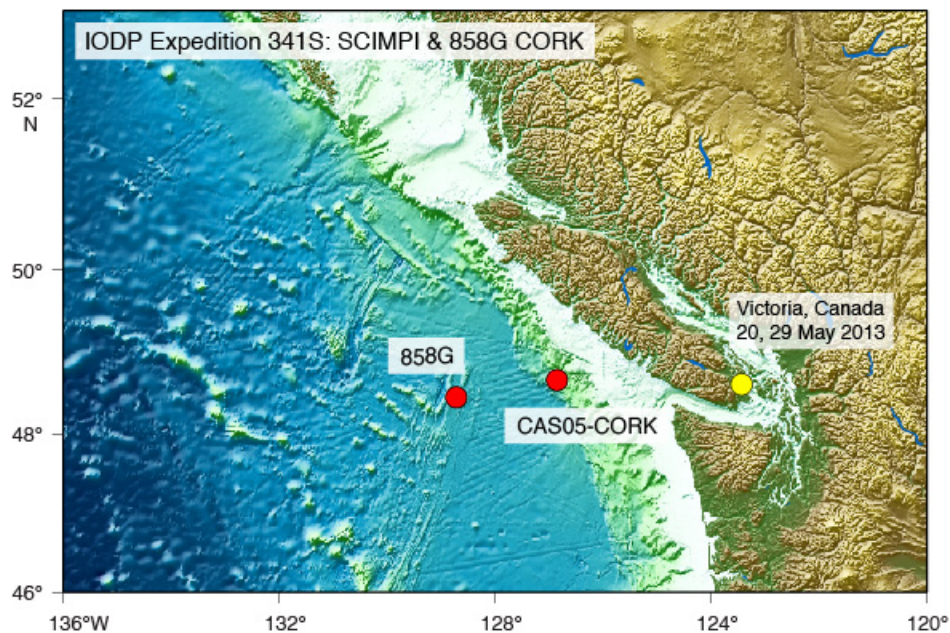 IODP Expedition 341S: SCIMPI & 858G CORK
52°
N
50°
Victoria, Canada
20, 29 May 2013
858G
CAS05-CORK
48°
46°
136°W
132°
128°
124°
120°